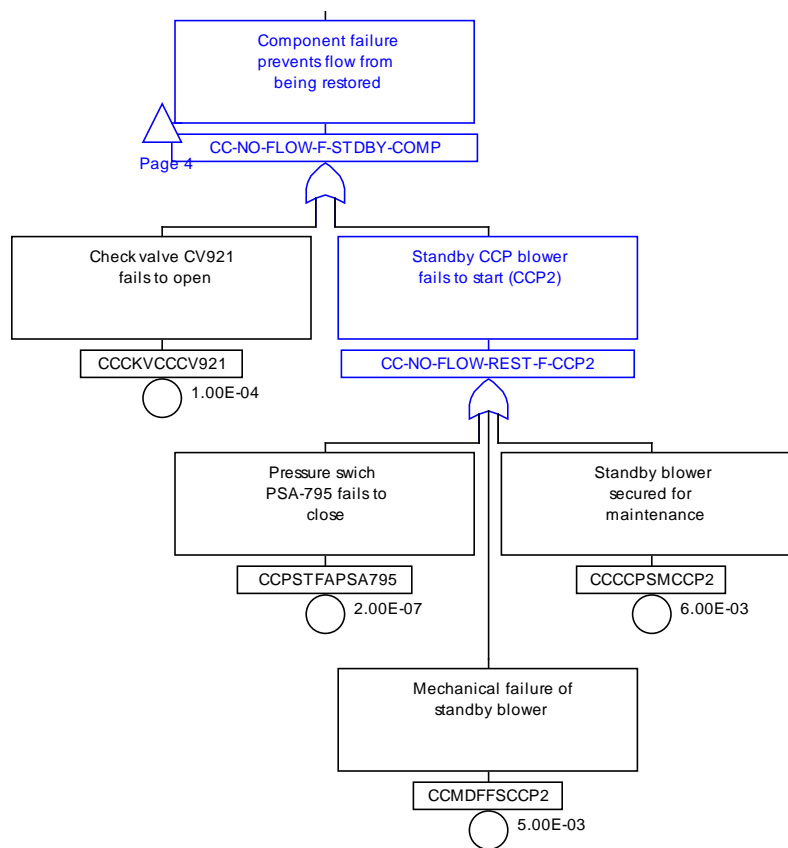 Component failure
prevents flow from
being restored
CC-NO-FLOW-F-STDBY-COMP
Page 4
Check valve CV921
fails to open
CCCKVCCCV921
1.00E-04
Standby CCP blower
fails to start (CCP2)
CC-NO-FLOW-REST-F-CCP2
Pressure swich
PSA-795 fails to
close
CCPSTFAPSA795
2.00E-07
Standby blower
secured for
maintenance
CCCCPSMCCP2
6.00E-03
Mechanical failure of
standby blower
CCMDFFSCCP2
5.00E-03